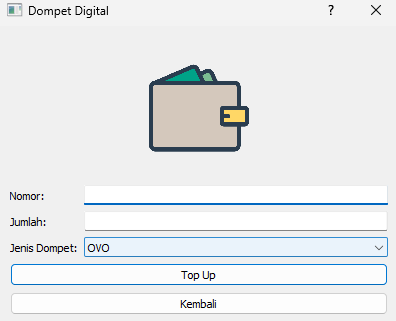 Dompet Digital
Nomor:
Jumlah:
Jenis Dompet: OVO
Top Up
Kembali